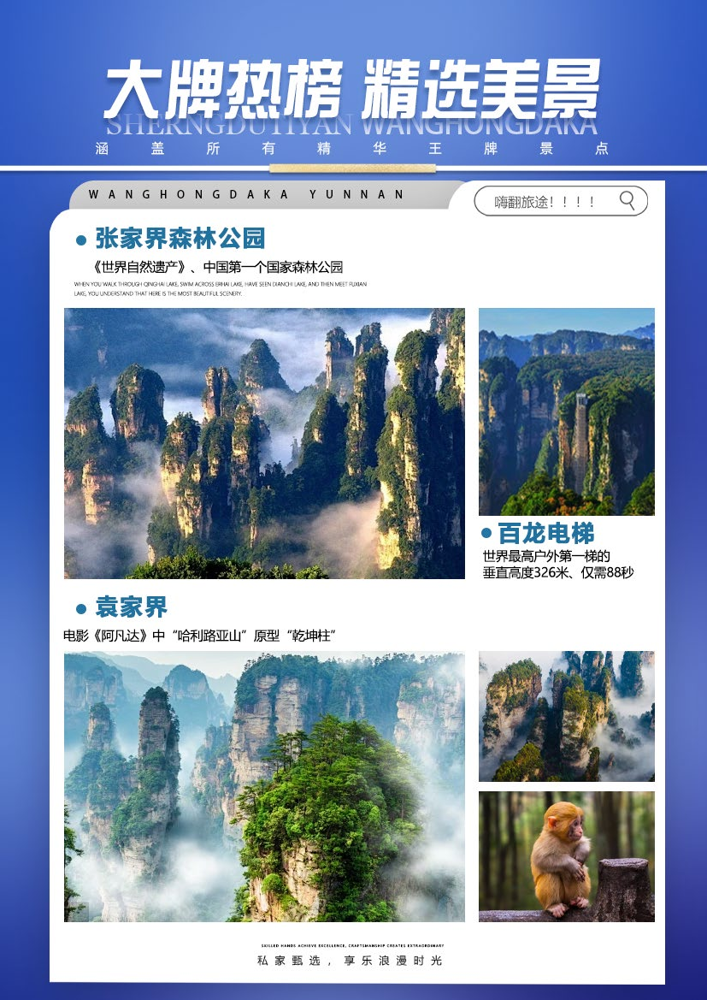 大牌热榜 精选美景
SHERNGDUTIYAN WANGHONGDAKA
涵盖所有精华王牌景点
WANGHONGDAKA YUNNAN
嗨翻旅途！！！！
张家界森林公园
《世界自然遗产》、中国第一个国家森林公园
WHEN YOU WALK THROUGH QINGHAI LAKE, SWIM ACROSS ERHAI LAKE, HAVE SEEN DIANCHI LAKE, AND THEN MEET FUXIAN
LAKE, YOU UNDERSTAND THAT HERE IS THE MOST BEAUTIFUL SCENERY.
百龙电梯
世界最高户外第一梯的
垂直高度326米、仅需88秒
袁家界
电影《阿凡达》中“哈利路亚山”原型“乾坤柱”
SKILLED HANDS ACHIEVE EXCELLENCE, CRAFTSMANSHIP CREATES EXTRAORDINARY
私家甄选，享乐浪漫时光